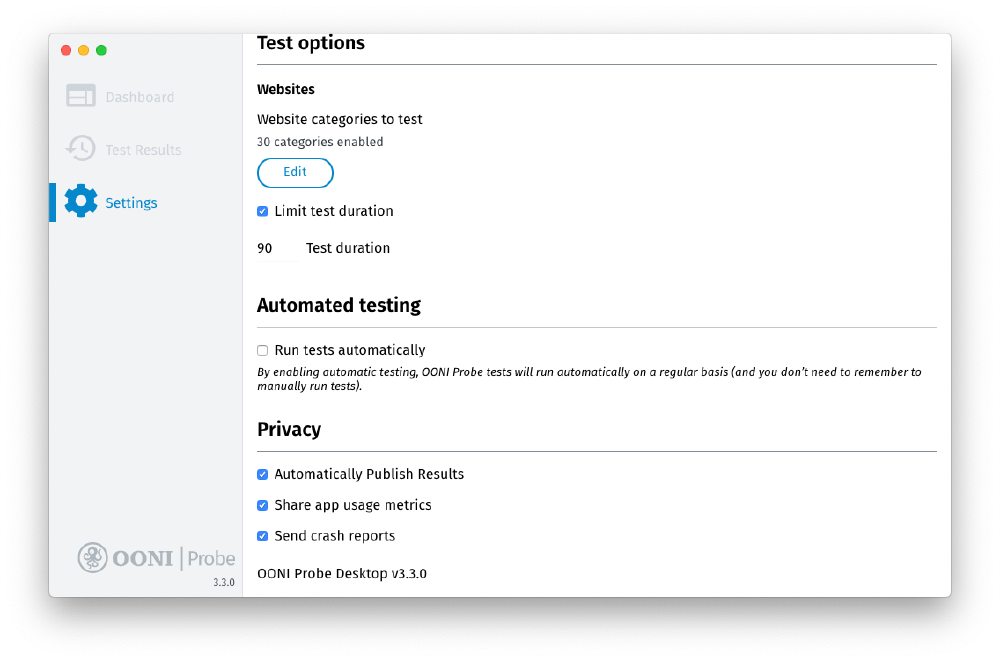 Dashboard
Test Results
Settings
OONI Probe
3.3.0
Test options
Websites
Website categories to test
30 categories enabled
Edit
Limit test duration
90 Test duration
Automated testing
Run tests automatically
By enabling automatic testing, OONI Probe tests will run automatically on a regular basis (and you don't need to remember to
manually run tests).
Privacy
Automatically Publish Results
Share app usage metrics
Send crash reports
OONI Probe Desktop v3.3.0